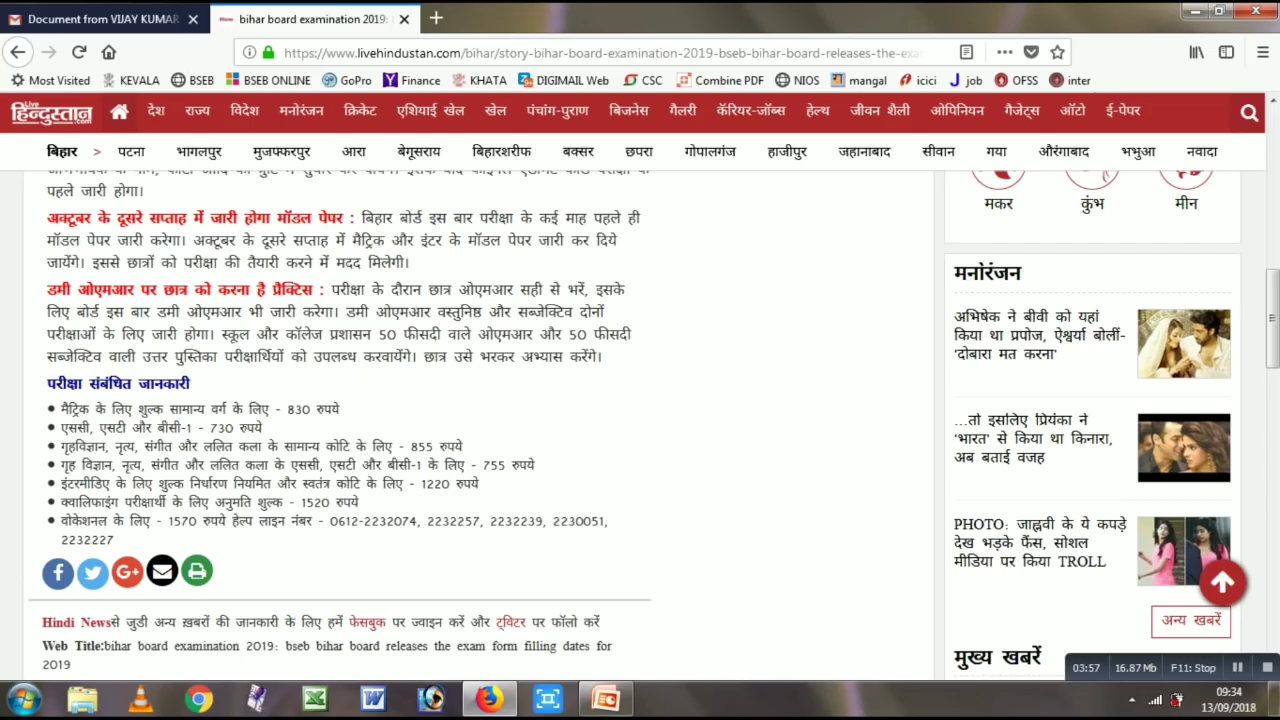 Document from VIJAY KUMAR
bihar board examination 2019:
https://www.livehindustan.com/bihar/story-bihar-board-examination-2019-bseb-bihar-board-releases-the-exa
Most Visited KEVALA BSEB BSEB ONLINE GoPro Finance KHATA DIGIMAIL Web CSC Combine PDF NIOS mangal icici job OFSS inter
Live
हिन्दुस्तान
.com
देश राज्य विदेश मनोरंजन क्रिकेट एशियाई खेल खेल पंचांग-पुराण बिजनेस गैलरी कॅरियर-जॉब्स हेल्थ जीवन शैली ओपिनियन गैजेट्स ऑटो ई-पेपर
बिहार > पटना भागलपुर मुजफ्फरपुर आरा बेगूसराय बिहारशरीफ बक्सर छपरा गोपालगंज हाजीपुर जहानाबाद सीवान गया औरंगाबाद भभुआ नवादा
पहले जारी होगा।
अक्टूबर के दूसरे सप्ताह में जारी होगा मॉडल पेपर : बिहार बोर्ड इस बार परीक्षा के कई माह पहले ही
मॉडल पेपर जारी करेगा। अक्टूबर के दूसरे सप्ताह में मैट्रिक और इंटर के मॉडल पेपर जारी कर दिये
जायेंगे। इससे छात्रों को परीक्षा की तैयारी करने में मदद मिलेगी।
डमी ओएमआर पर छात्र को करना है प्रैक्टिस : परीक्षा के दौरान छात्र ओएमआर सही से भरें, इसके
लिए बोर्ड इस बार डमी ओएमआर भी जारी करेगा। डमी ओएमआर वस्तुनिष्ठ और सब्जेक्टिव दोनों
परीक्षाओं के लिए जारी होगा। स्कूल और कॉलेज प्रशासन 50 फीसदी वाले ओएमआर और 50 फीसदी
सब्जेक्टिव वाली उत्तर पुस्तिका परीक्षार्थियों को उपलब्ध करवायेंगे। छात्र उसे भरकर अभ्यास करेंगे।
परीक्षा संबंधित जानकारी
• मैट्रिक के लिए शुल्क सामान्य वर्ग के लिए - 830 रुपये
• एससी, एसटी और बीसी-1 - 730 रुपये
• गृहविज्ञान, नृत्य, संगीत और ललित कला के सामान्य कोटि के लिए - 855 रुपये
• गृह विज्ञान, नृत्य, संगीत और ललित कला के एससी, एसटी और बीसी-1 के लिए - 755 रुपये
• इंटरमीडिए के लिए शुल्क निर्धारण नियमित और स्वतंत्र कोटि के लिए - 1220 रुपये
• क्वालिफाइंग परीक्षार्थी के लिए अनुमति शुल्क - 1520 रुपये
• वोकेशनल के लिए - 1570 रुपये हेल्प लाइन नंबर - 0612-2232074, 2232257, 2232239, 2230051,
2232227
Hindi Newsसे जुडी अन्य ख़बरों की जानकारी के लिए हमें फेसबुक पर ज्वाइन करें और ट्विटर पर फॉलो करें
Web Title:bihar board examination 2019: bseb bihar board releases the exam form filling dates for
2019
मकर कुंभ मीन
मनोरंजन
अभिषेक ने बीवी को यहां
किया था प्रपोज, ऐश्वर्या बोलीं-
'दोबारा मत करना'
...तो इसलिए प्रियंका ने
'भारत' से किया था किनारा,
अब बताई वजह
PHOTO: जाह्नवी के ये कपड़े
देख भड़के फैंस, सोशल
मीडिया पर किया TROLL
अन्य खबरें
मुख्य खबरें
03:57 16.87 Mb F11: Stop
09:34
13/09/2018